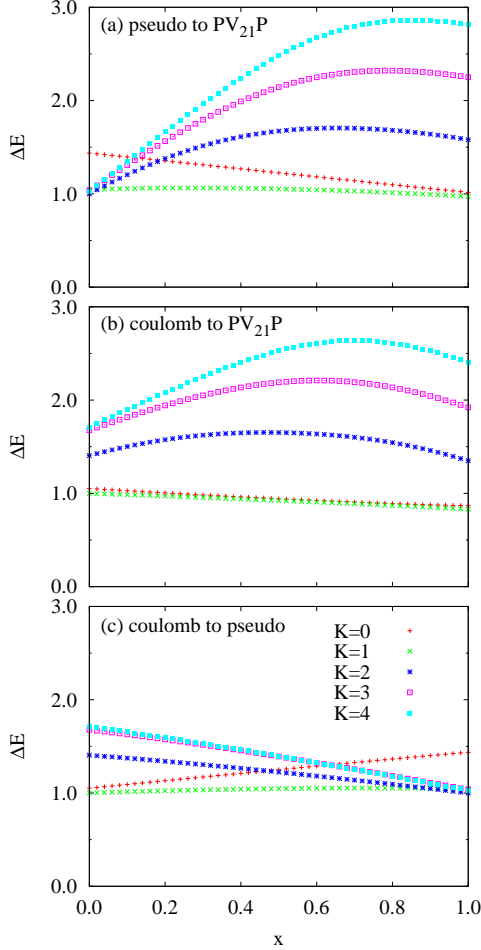 (a) pseudo to PV₂₁P
3.0
2.0
1.0
0.0
ΔE
(b) coulomb to PV₂₁P
3.0
2.0
1.0
0.0
ΔE
(c) coulomb to pseudo
3.0
2.0
1.0
0.0
ΔE
K=0
K=1
K=2
K=3
K=4
0.0 0.2 0.4 0.6 0.8 1.0
x